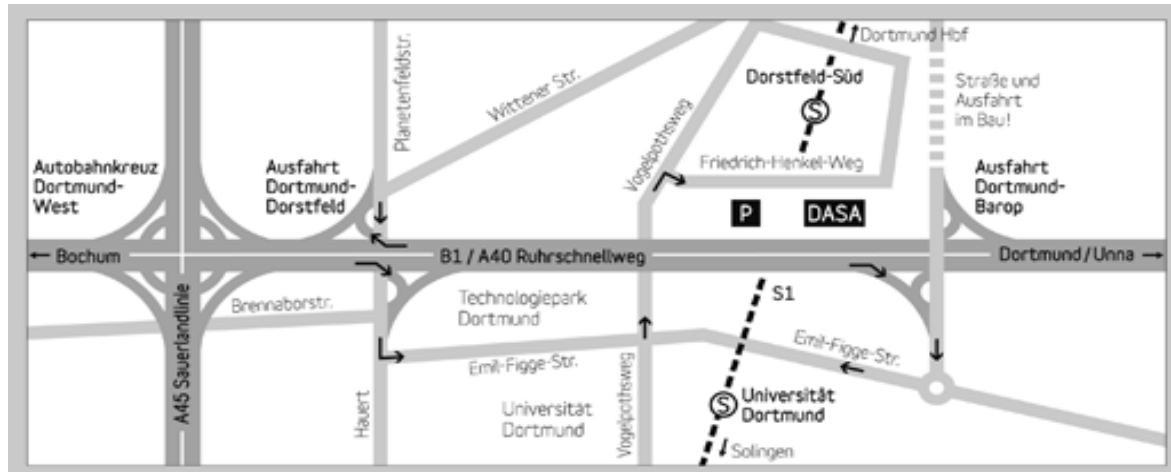 Dortmund Hbf
Planetenfeldstr.
Wittener Str.
Dorstfeld-Süd
S
Straße und
Ausfahrt
im Bau!
Vogelpothsweg
Friedrich-Henkel-Weg
Autobahnkreuz
Dortmund-
West
Ausfahrt
Dortmund-
Dorstfeld
Ausfahrt
Dortmund-
Barop
P
DASA
Bochum
B1 / A40 Ruhrschnellweg
Dortmund/Unna
Brennaborstr.
Technologiepark
Dortmund
S1
A45 Sauerlandlinie
Emil-Figge-Str.
Emil-Figge-Str.
Hauert
Universität
Dortmund
Vogelpothsweg
S
Universität
Dortmund
Solingen